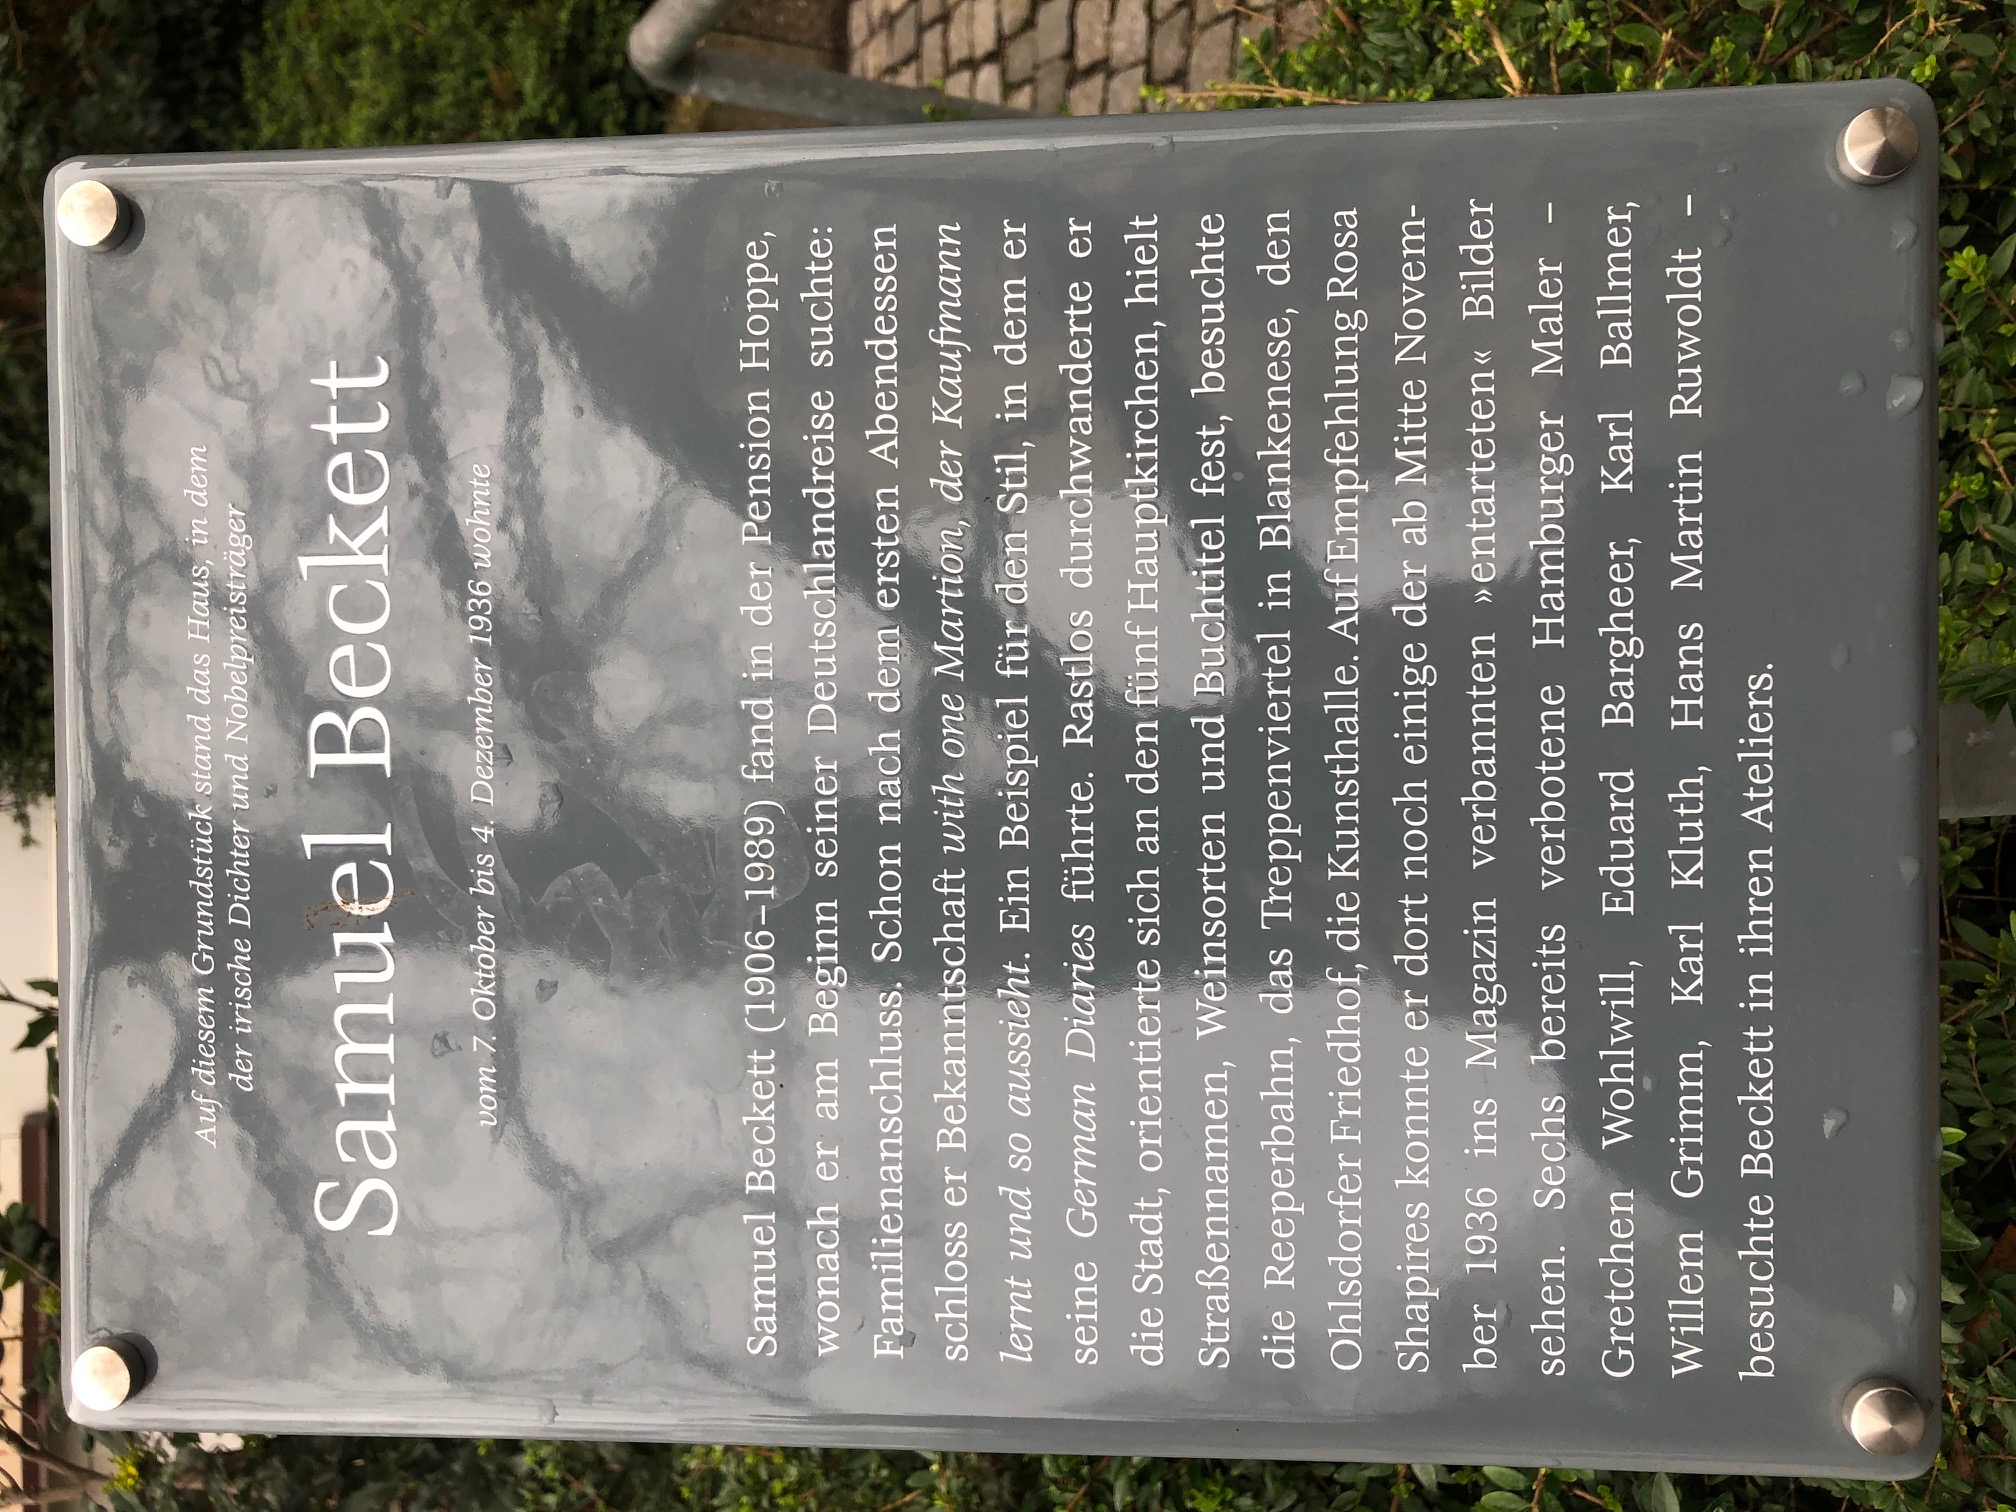 Auf diesem Grundstück stand das Haus, in dem
der irische Dichter und Nobelpreisträger
Samuel Beckett
vom 7. Oktober bis 4. Dezember 1936 wohnte
Samuel Beckett (1906–1989) fand in der Pension Hoppe,
wonach er am Beginn seiner Deutschlandreise suchte:
Familienanschluss. Schon nach dem ersten Abendessen
schloss er Bekanntschaft with one Martion, der Kaufmann
lernt und so aussieht. Ein Beispiel für den Stil, in dem er
seine German Diaries führte. Rastlos durchwanderte er
die Stadt, orientierte sich an den fünf Hauptkirchen, hielt
Straßennamen, Weinsorten und Buchtitel fest, besuchte
die Reeperbahn, das Treppenviertel in Blankenese, den
Ohlsdorfer Friedhof, die Kunsthalle. Auf Empfehlung Rosa
Shapires konnte er dort noch einige der ab Mitte Novem-
ber 1936 ins Magazin verbannten »entarteten« Bilder
sehen. Sechs bereits verbotene Hamburger Maler –
Gretchen Wohlwill, Eduard Bargheer, Karl Ballmer,
Willem Grimm, Karl Kluth, Hans Martin Ruwoldt –
besuchte Beckett in ihren Ateliers.